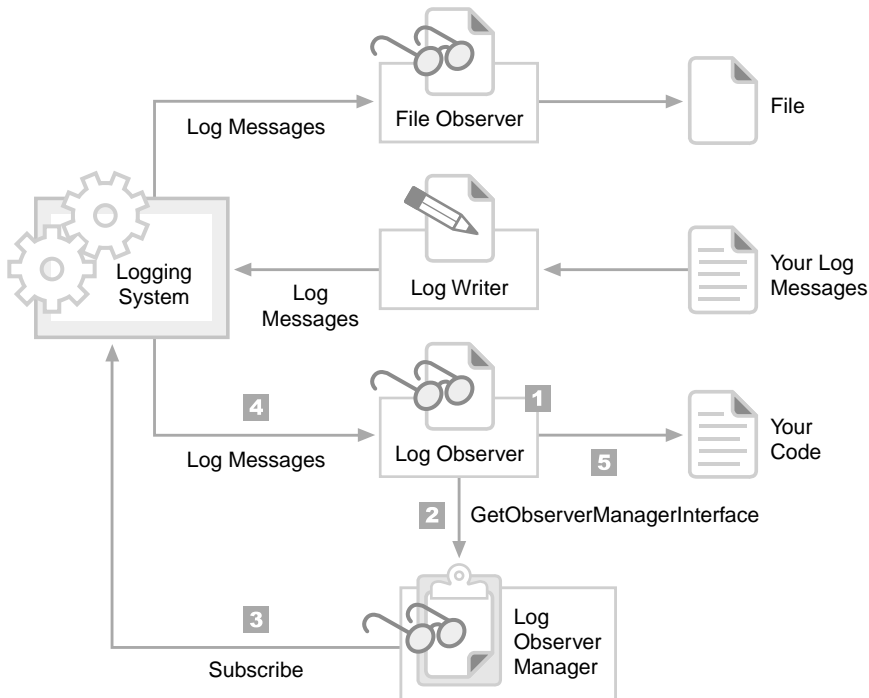 Log Messages
File Observer
File
Logging
System
Log
Messages
Log Writer
Your Log
Messages
4
Log Messages
1
Log Observer
5
Your
Code
2
GetObserverManagerInterface
3
Subscribe
Log
Observer
Manager